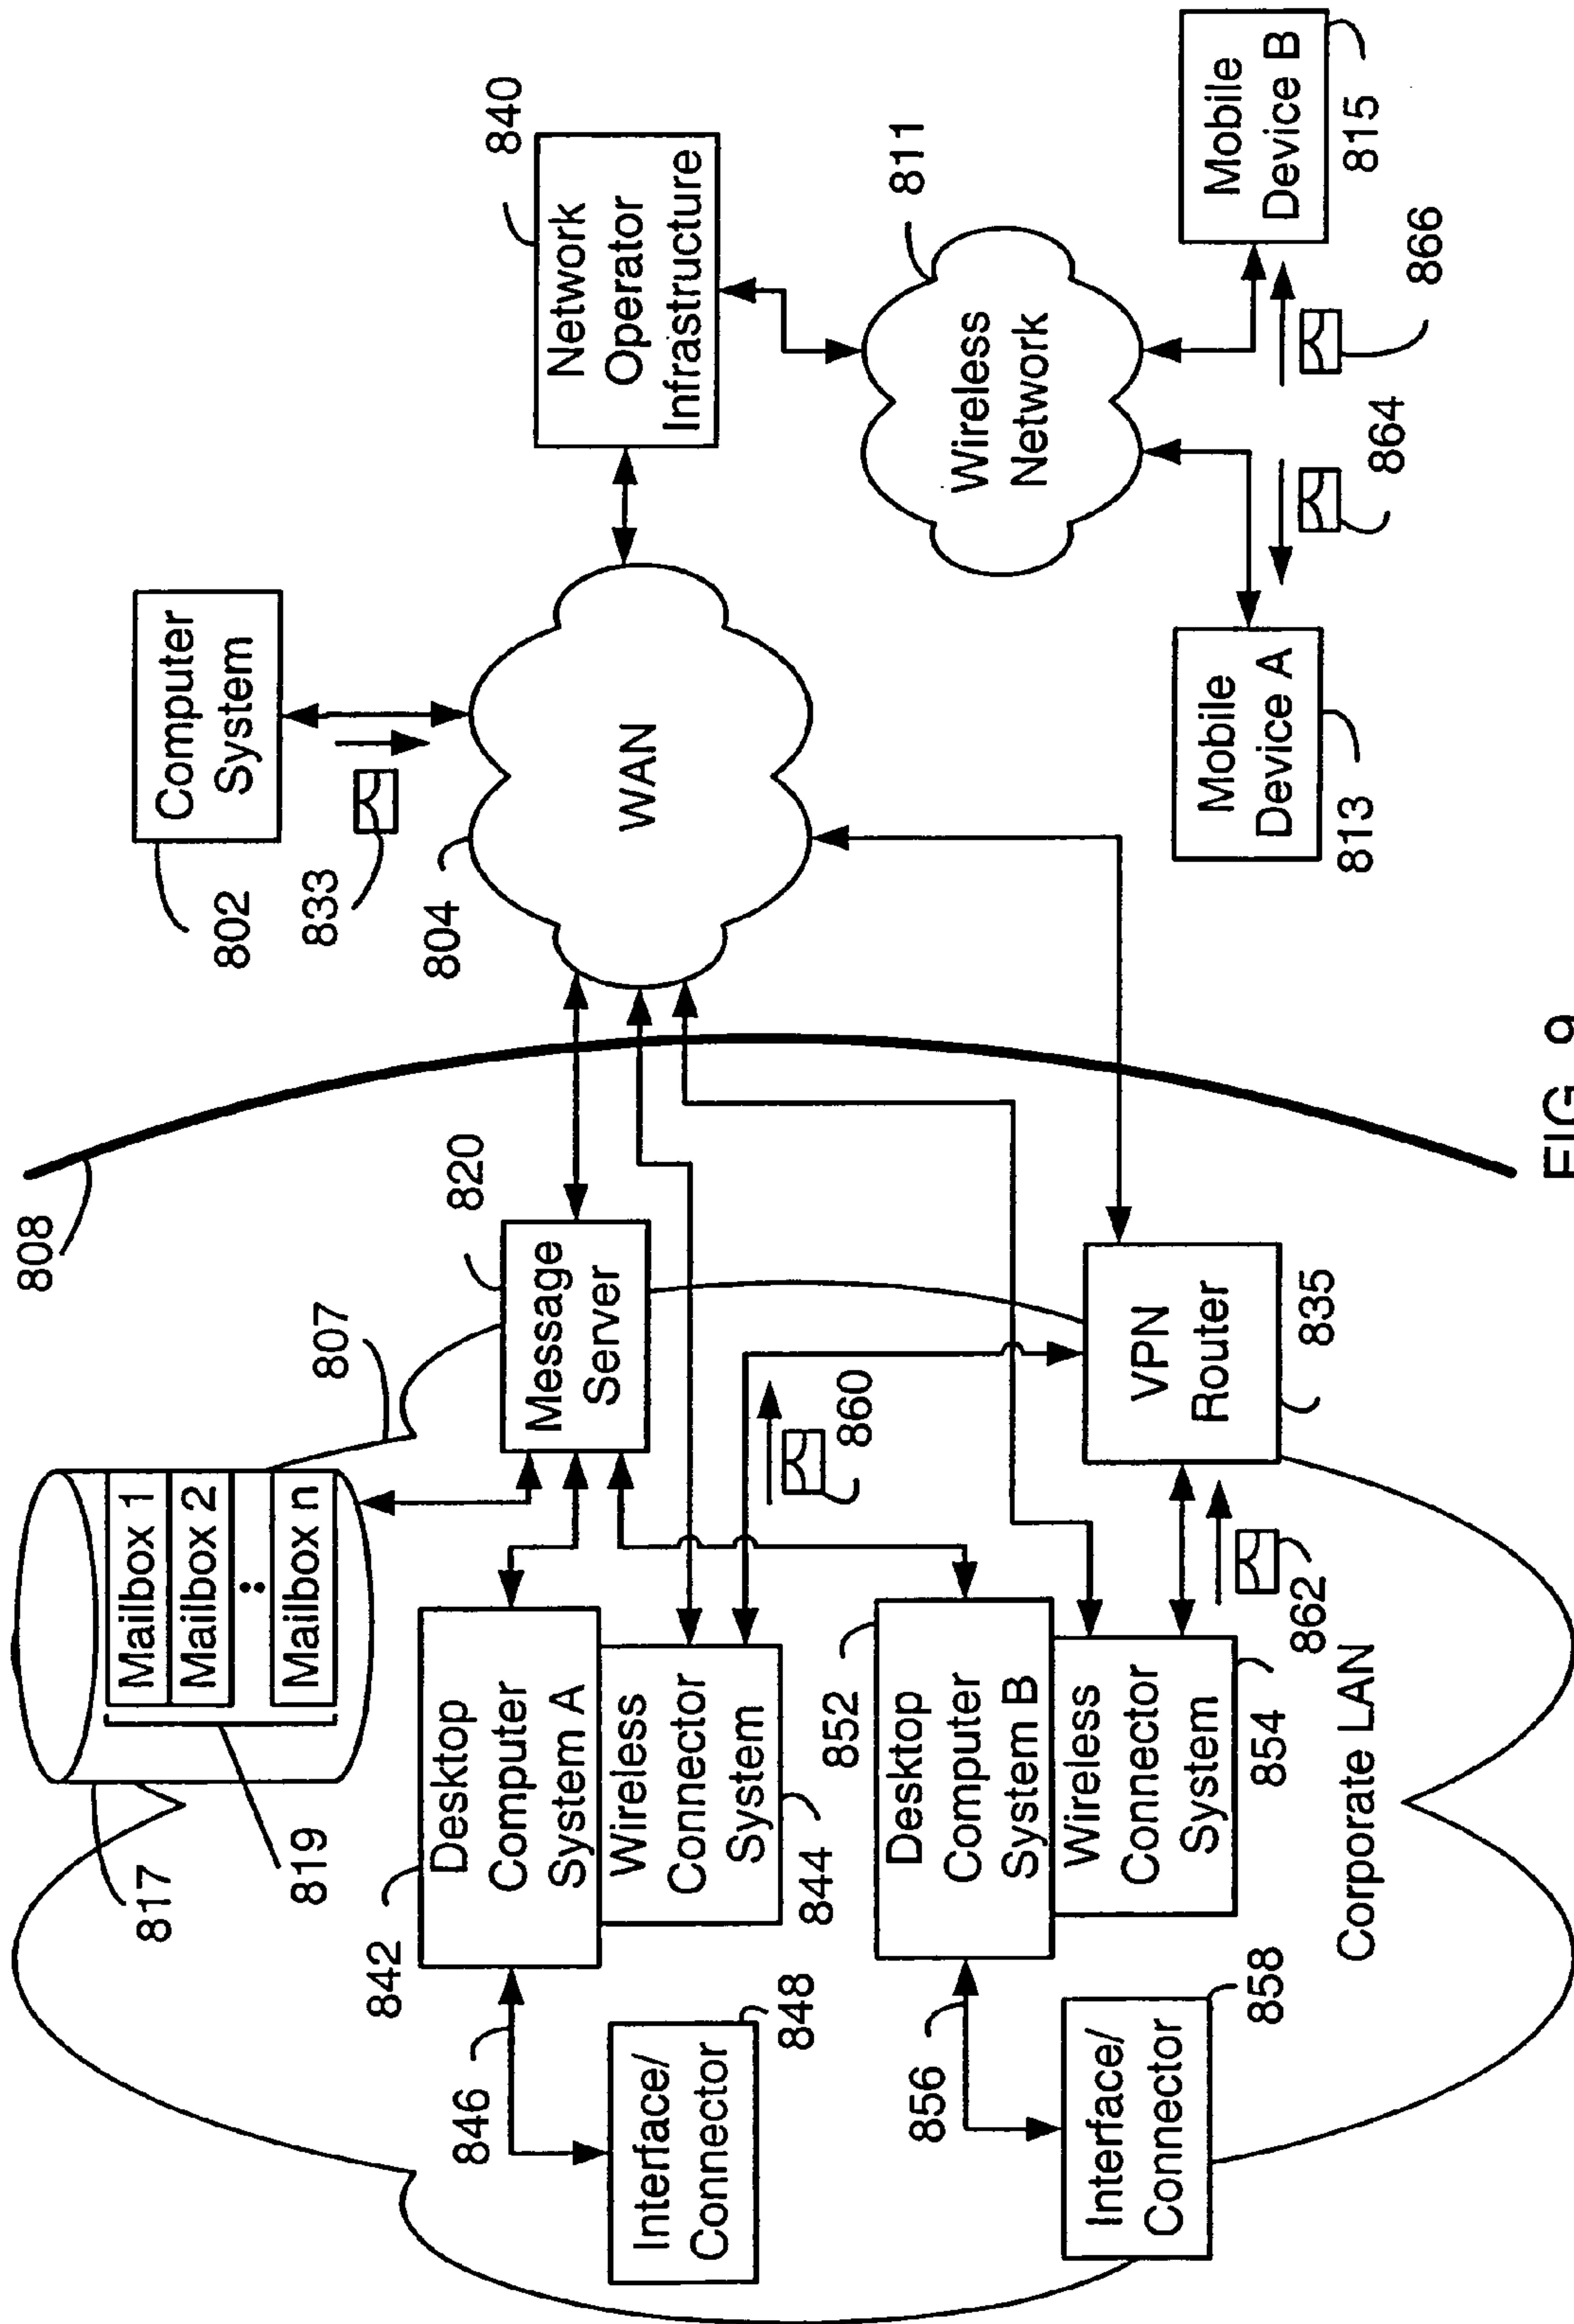 808
817
Mailbox 1
Mailbox 2
Mailbox n
819
807
820
Message
Server
842
Desktop
Computer
System A
Wireless
Connector
System
844
846
Interface/
Connector
848
860
852
Desktop
Computer
System B
Wireless
Connector
System
854
856
Interface/
Connector
858
862
VPN
Router
835
Corporate LAN
Computer
System
802
833
804
WAN
840
Network
Operator
Infrastructure
811
Wireless
Network
Mobile
Device A
813
864
Mobile
Device B
815
866
FIG. 9